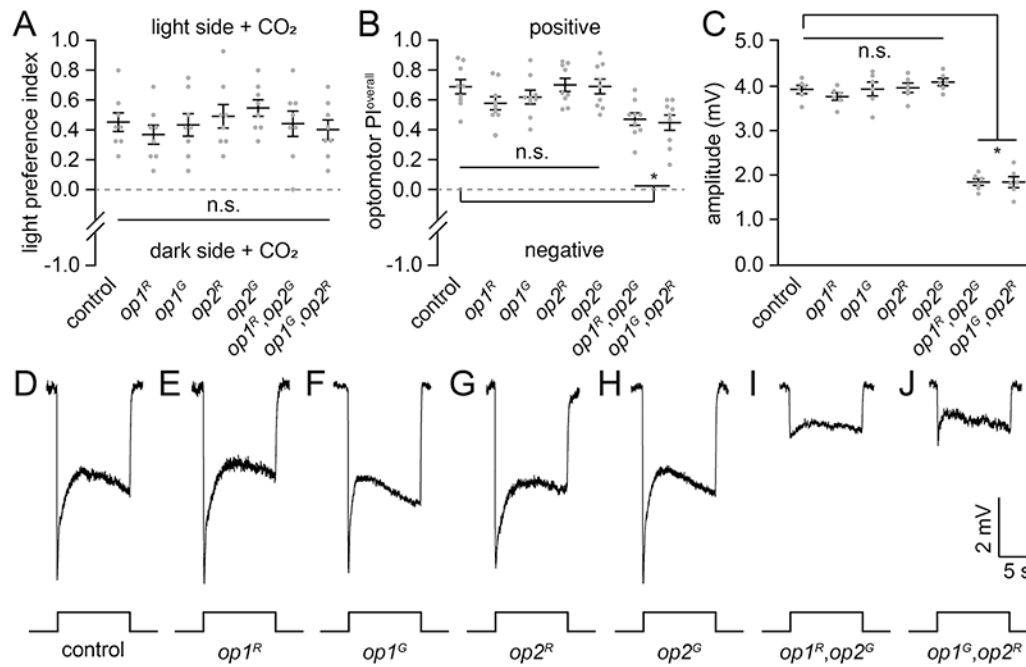 A
light side + CO₂
1.0
0.8
0.6
0.4
0.2
0.0
-1.0
light preference index
n.s.
dark side + CO₂
control
op1ᴿ
op1ᴳ
op2ᴿ
op2ᴳ
op1ᴿ,op2ᴳ
op1ᴳ,op2ᴿ
B
positive
1.0
0.8
0.6
0.4
0.2
0.0
-1.0
optomotor PIᵒᵛᵉʳᵃˡˡ
n.s.
*
negative
control
op1ᴿ
op1ᴳ
op2ᴿ
op2ᴳ
op1ᴿ,op2ᴳ
op1ᴳ,op2ᴿ
C
5.0
4.0
3.0
2.0
1.0
0.0
amplitude (mV)
n.s.
*
control
op1ᴿ
op1ᴳ
op2ᴿ
op2ᴳ
op1ᴿ,op2ᴳ
op1ᴳ,op2ᴿ
D E F G H I J
2 mV
5 s
control op1ᴿ op1ᴳ op2ᴿ op2ᴳ op1ᴿ,op2ᴳ op1ᴳ,op2ᴿ